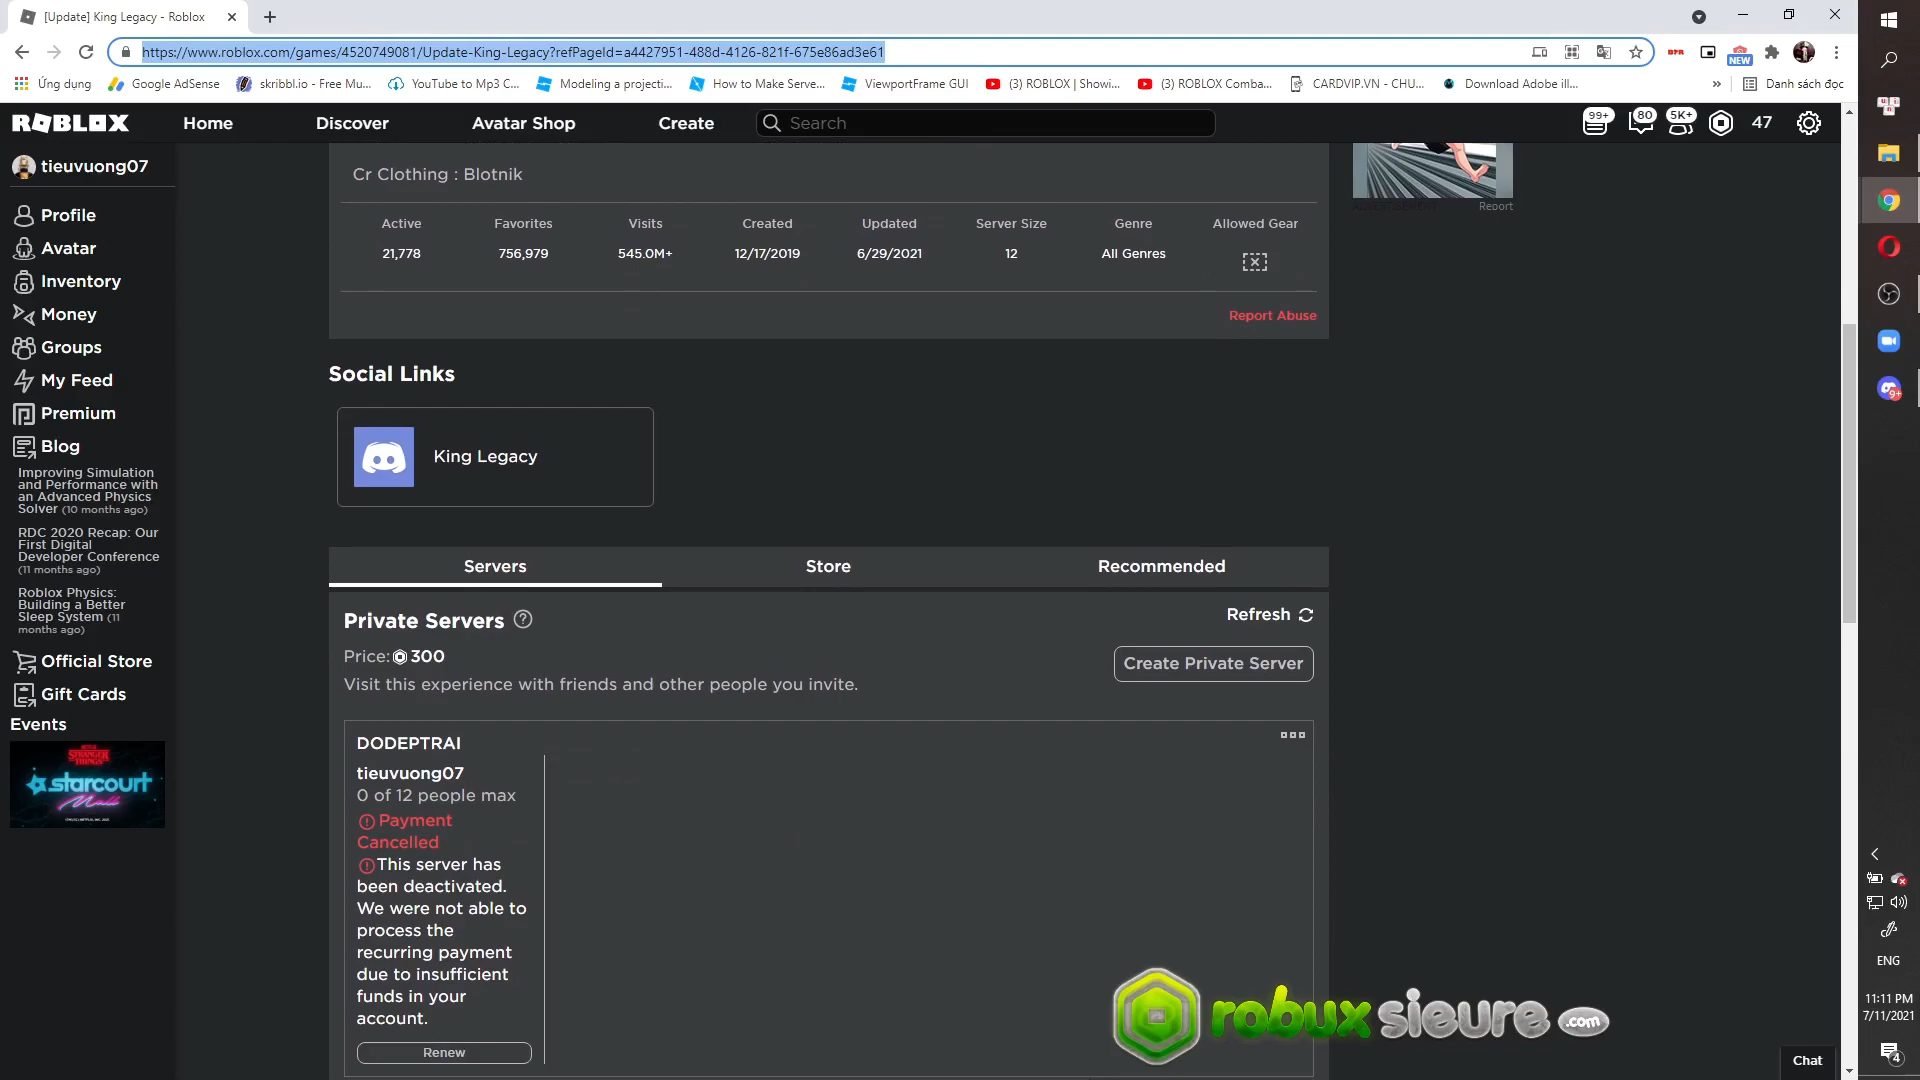 [Update] King Legacy - Roblox
https://www.roblox.com/games/4520749081/Update-King-Legacy?refPageId=a4427951-488d-4126-821f-675e86ad3e61
NEW
Ứng dụng
Google AdSense
skribbl.io - Free Mu...
YouTube to Mp3 C...
Modeling a projecti...
How to Make Serve...
ViewportFrame GUI
(3) ROBLOX | Showi...
(3) ROBLOX Comba...
CARDVIP.VN - CHU...
Download Adobe ill...
»
Danh sách đọc
ROBLOX
Home
Discover
Avatar Shop
Create
Search
99+
80
5K+
47
tieuvuong07
Profile
Avatar
Inventory
Money
Groups
My Feed
Premium
Blog
Improving Simulation
and Performance with
an Advanced Physics
Solver (10 months ago)
RDC 2020 Recap: Our
First Digital
Developer Conference
(11 months ago)
Roblox Physics:
Building a Better
Sleep System (11
months ago)
Official Store
Gift Cards
Events
STRANGER
THINGS
starcourt
Mall
Cr Clothing : Blotnik
Active
Favorites
Visits
Created
Updated
Server Size
Genre
Allowed Gear
21,778
756,979
545.0M+
12/17/2019
6/29/2021
12
All Genres
Report Abuse
Report
Social Links
King Legacy
Servers
Store
Recommended
Private Servers
Refresh
Price: 300
Create Private Server
Visit this experience with friends and other people you invite.
DODEPTRAI
tieuvuong07
0 of 12 people max
Payment
Cancelled
This server has
been deactivated.
We were not able to
process the
recurring payment
due to insufficient
funds in your
account.
Renew
robuxsieure.com
Chat
9+
ENG
11:11 PM
7/11/2021
4